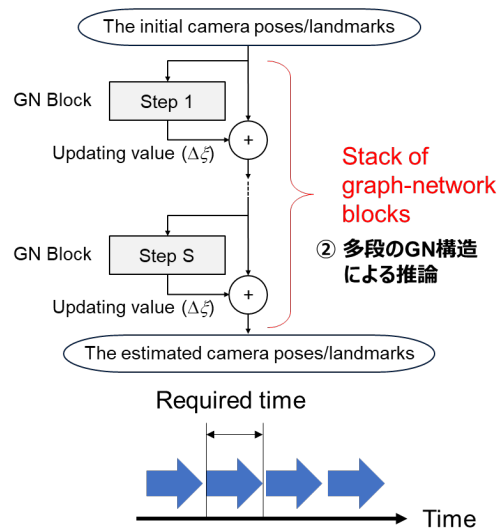 The initial camera poses/landmarks
GN Block
Step 1
+
Updating value (Δξ)
Stack of
graph-network
blocks
② 多段のGN構造
による推論
GN Block
Step S
+
Updating value (Δξ)
The estimated camera poses/landmarks
Required time
Time